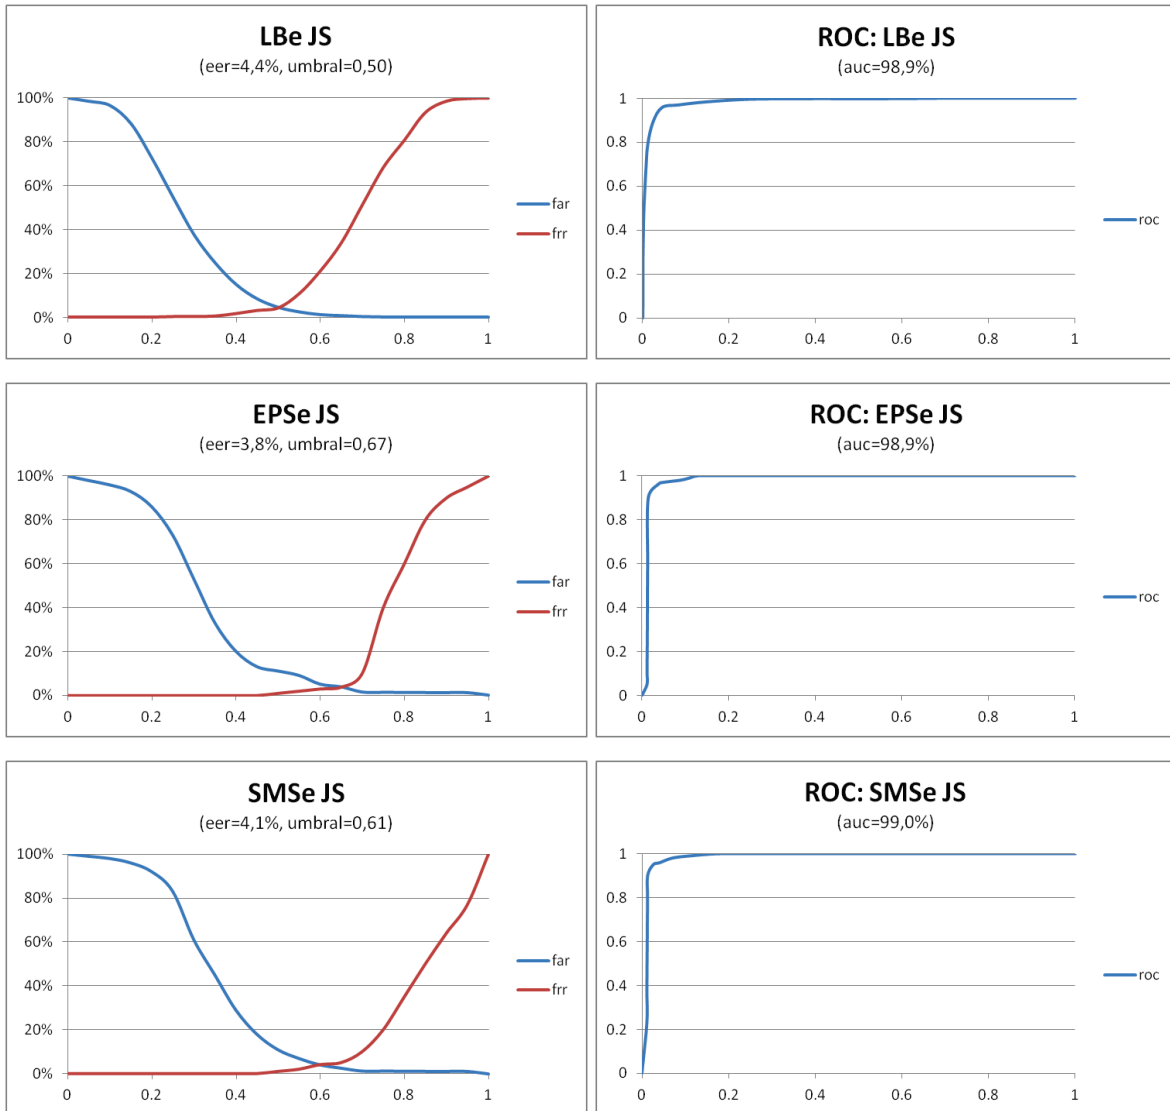 LBe JS
(eer=4,4%, umbral=0,50)
100%
80%
60%
40%
20%
0%
0 0.2 0.4 0.6 0.8 1
far
frr
ROC: LBe JS
(auc=98,9%)
1
0.8
0.6
0.4
0.2
0
0 0.2 0.4 0.6 0.8 1
roc
EPSe JS
(eer=3,8%, umbral=0,67)
100%
80%
60%
40%
20%
0%
0 0.2 0.4 0.6 0.8 1
far
frr
ROC: EPSe JS
(auc=98,9%)
1
0.8
0.6
0.4
0.2
0
0 0.2 0.4 0.6 0.8 1
roc
SMSe JS
(eer=4,1%, umbral=0,61)
100%
80%
60%
40%
20%
0%
0 0.2 0.4 0.6 0.8 1
far
frr
ROC: SMSe JS
(auc=99,0%)
1
0.8
0.6
0.4
0.2
0
0 0.2 0.4 0.6 0.8 1
roc